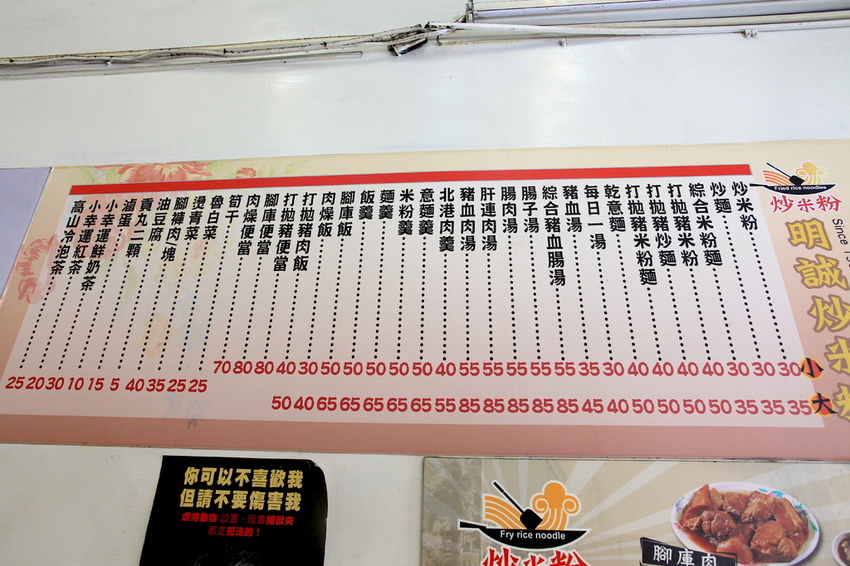 炒米粉
炒麵
綜合米粉麵
打拋豬米粉
打拋豬炒麵
打拋豬米粉麵
乾意麵
每日一湯
豬血湯
綜合豬血腸湯
腸子湯
腸肉湯
肝連肉湯
豬血肉湯
北港肉羹
意麵羹
米粉羹
麵羹
飯羹
腳庫飯
肉燥飯
打拋豬肉飯
打拋豬便當
腳庫便當
肉燥便當
筍干
魯白菜
燙青菜
腳褲肉/塊
油豆腐
貢丸二顆
滷蛋
小幸運
小幸運鮮奶茶
小幸運紅茶
高山冷泡茶
70 80 80 40 30 50 50 50 50 50 50 40 55 55 55 55 55 35 30 40 40 40 40 30 30 30 小
25 20 30 10 15 5 40 35 25 25
50 40 65 65 65 65 55 85 85 85 85 85 45 40 50 50 50 50 35 35 35 大
Fried rice noodles
炒米粉
Since
明誠炒米粉
你可以不喜歡我
但請不要傷害我
都是犯法的!
Fry rice noodle
炒米粉
腳庫肉